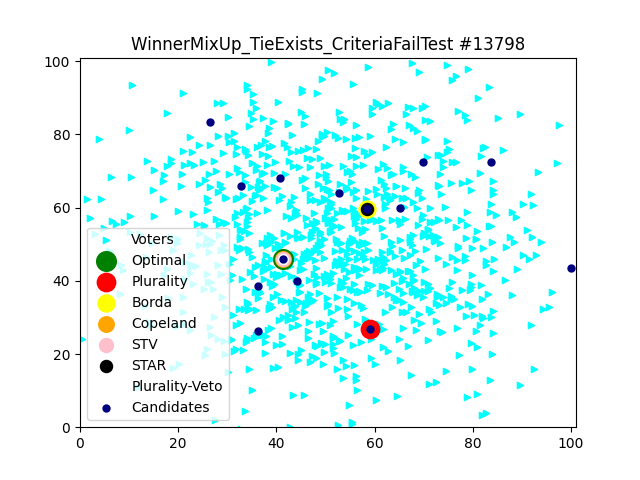 WinnerMixUp_TieExists_CriteriaFailTest #13798
100
80
60
40
20
0
0 20 40 60 80 100
Voters
Optimal
Plurality
Borda
Copeland
STV
STAR
Plurality-Veto
Candidates